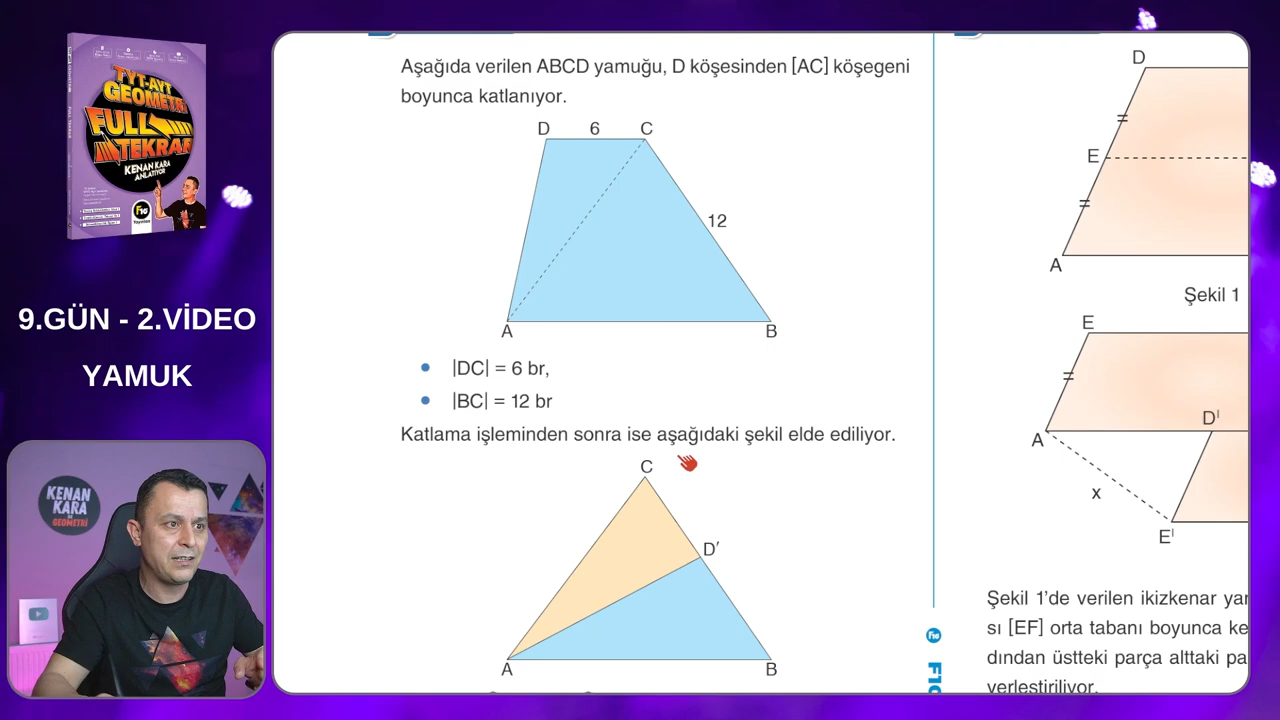 TYT-AYT
GEOMETRİ
FULL
TEKRAR
KENAN KARA
ANLATIYOR
F10
9.GÜN - 2.VİDEO
YAMUK
KENAN
KARA
GEOMETRİ
Aşağıda verilen ABCD yamuğu, D köşesinden [AC] köşegeni
boyunca katlanıyor.
D 6 C
12
A B
• |DC| = 6 br,
• |BC| = 12 br
Katlama işleminden sonra ise aşağıdaki şekil elde ediliyor.
C
D′
A B
D
=
E
=
A
Şekil 1
E
=
D'
A
x
E'
Şekil 1’de verilen ikizkenar yar
sı [EF] orta tabanı boyunca ke
dından üstteki parça alttaki pa
yerleştiriliyor.
F10
F10